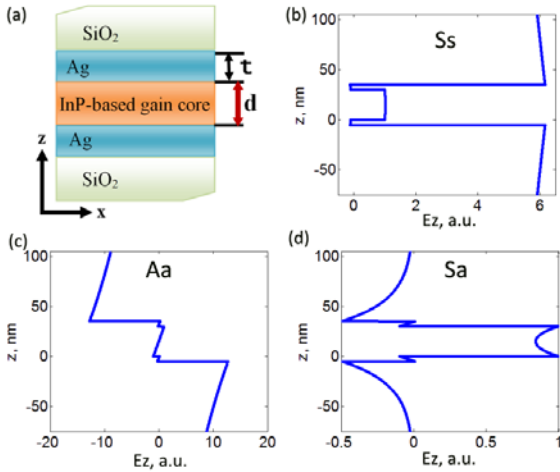 (a)
SiO₂
Ag
t
InP-based gain core
d
Ag
SiO₂
z
x
(b)
Ss
100
50
0
-50
z, nm
0
2
4
6
Ez, a.u.
(c)
Aa
100
50
0
-50
z, nm
-20
-10
0
10
20
Ez, a.u.
(d)
Sa
100
50
0
-50
z, nm
-0.5
0
0.5
1
Ez, a.u.